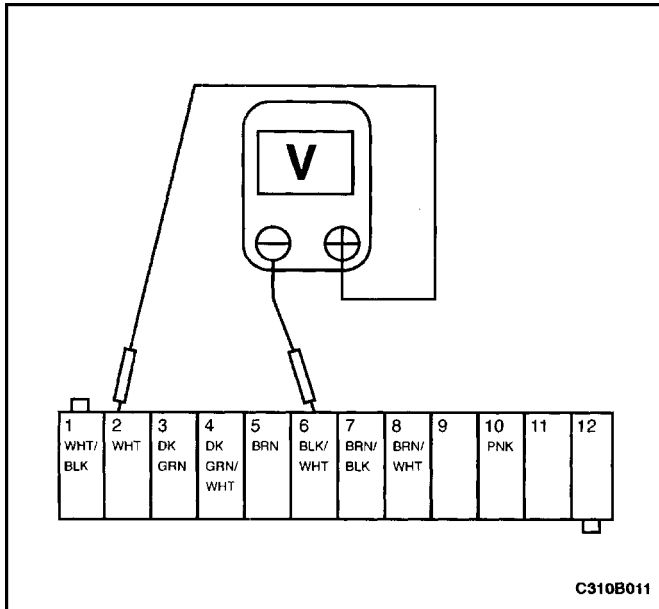 V
1 2 3 4 5 6 7 8 9 10 11 12
WHT/ WHT DK DK BRN BLK/ BRN/ BRN/ PNK
BLK GRN GRN/ WHT BLK WHT
WHT
C310B011